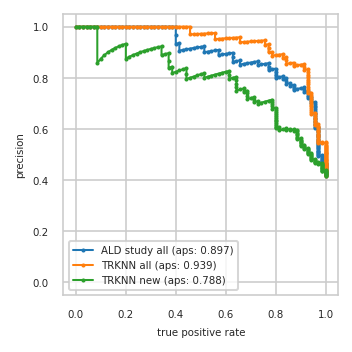 1.0
0.8
0.6
0.4
0.2
0.0
precision
ALD study all (aps: 0.897)
TRKNN all (aps: 0.939)
TRKNN new (aps: 0.788)
0.0 0.2 0.4 0.6 0.8 1.0
true positive rate